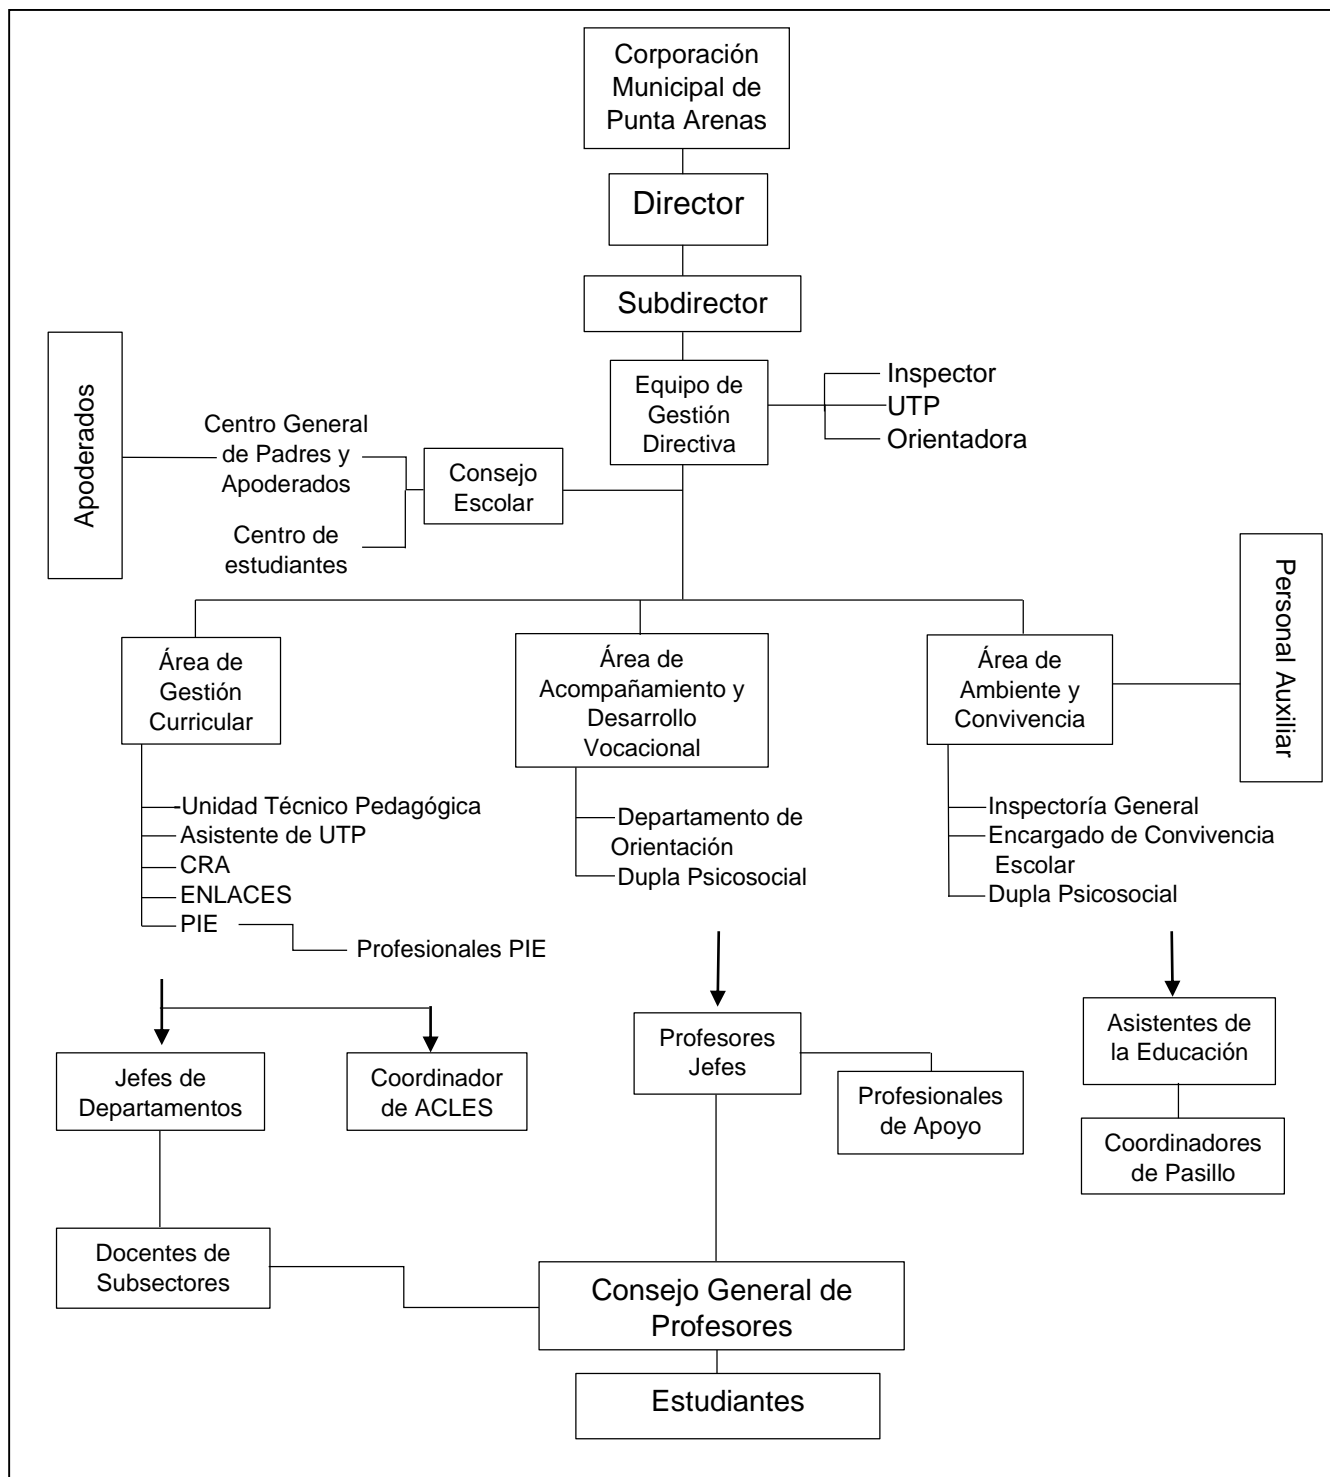 Corporación
Municipal de
Punta Arenas
Director
Subdirector
Equipo de
Gestión
Directiva
Inspector
UTP
Orientadora
Apoderados
Centro General
de Padres y
Apoderados
Consejo
Escolar
Centro de
estudiantes
Personal Auxiliar
Área de
Gestión
Curricular
Área de
Acompañamiento y
Desarrollo
Vocacional
Área de
Ambiente y
Convivencia
-Unidad Técnico Pedagógica
Asistente de UTP
CRA
ENLACES
PIE
Profesionales PIE
Departamento de
Orientación
Dupla Psicosocial
Inspectoría General
Encargado de Convivencia
Escolar
Dupla Psicosocial
Jefes de
Departamentos
Coordinador
de ACLES
Profesores
Jefes
Profesionales
de Apoyo
Asistentes de
la Educación
Coordinadores
de Pasillo
Docentes de
Subsectores
Consejo General de
Profesores
Estudiantes